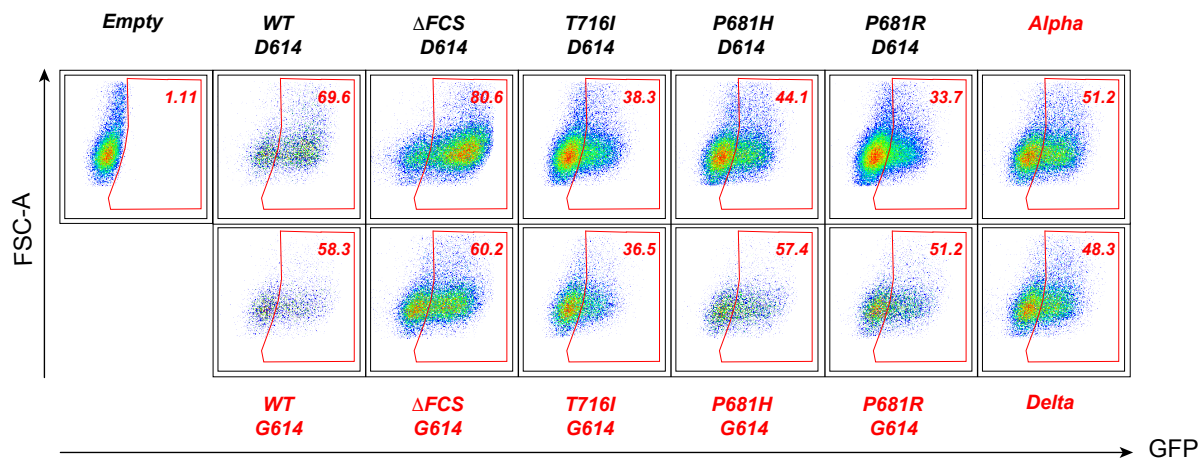 Empty
WT
D614
ΔFCS
D614
T716I
D614
P681H
D614
P681R
D614
Alpha
1.11
69.6
80.6
38.3
44.1
33.7
51.2
58.3
60.2
36.5
57.4
51.2
48.3
FSC-A
WT
G614
ΔFCS
G614
T716I
G614
P681H
G614
P681R
G614
Delta
GFP